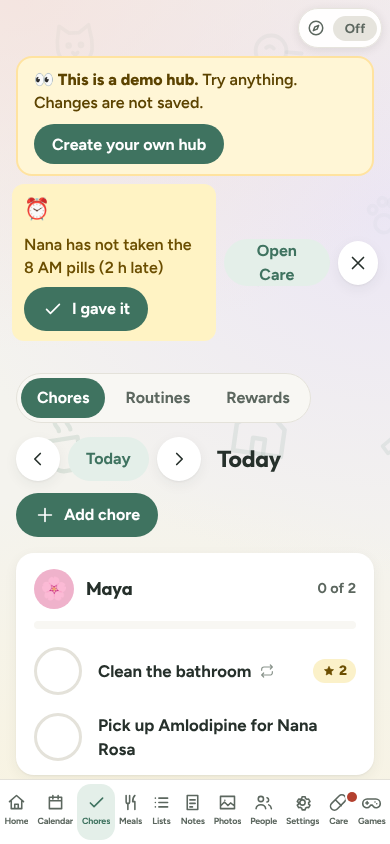 Off
👀 This is a demo hub. Try anything.
Changes are not saved.
Create your own hub
Nana has not taken the
8 AM pills (2 h late)
I gave it
Open
Care
Chores
Routines
Rewards
Today
Today
Add chore
Maya
0 of 2
Clean the bathroom
★ 2
Pick up Amlodipine for Nana
Rosa
Home
Calendar
Chores
Meals
Lists
Notes
Photos
People
Settings
Care
Games